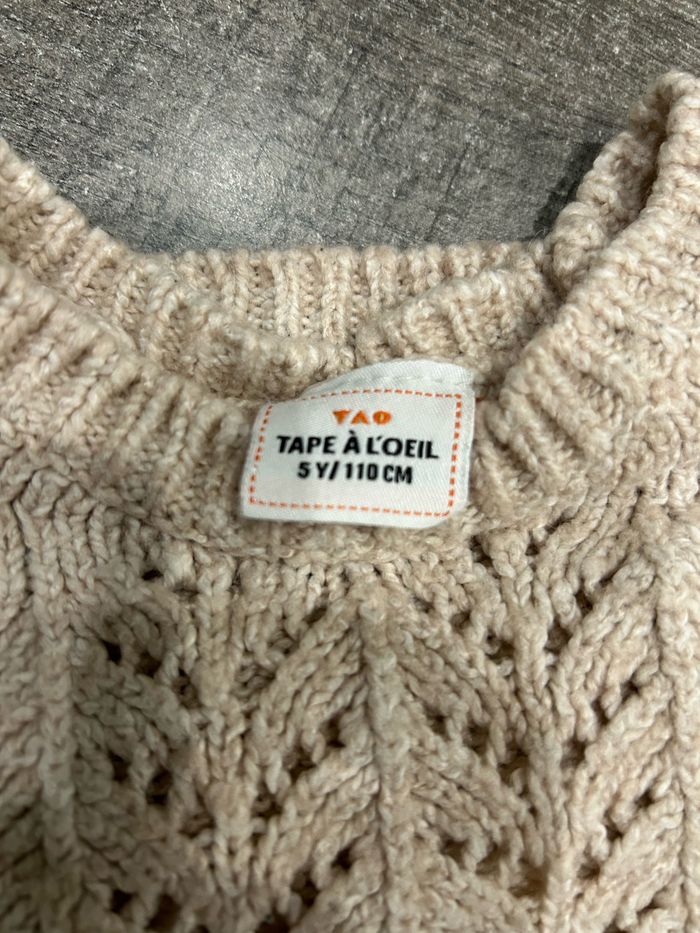 TAO
TAPE À L'OEIL
5 Y/ 110 CM